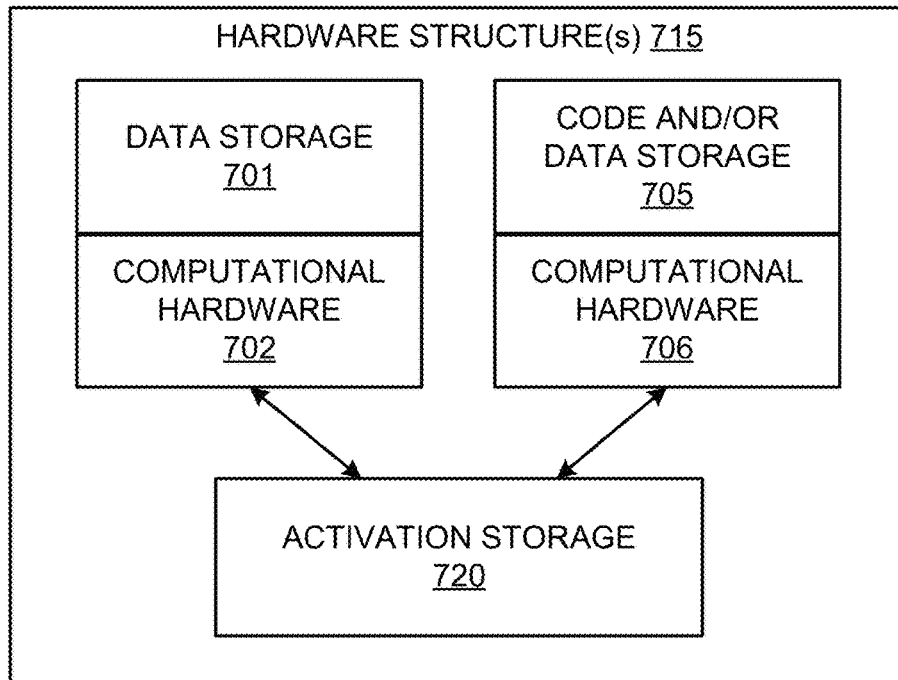 HARDWARE STRUCTURE(s) 715
DATA STORAGE
701
COMPUTATIONAL
HARDWARE
702
CODE AND/OR
DATA STORAGE
705
COMPUTATIONAL
HARDWARE
706
ACTIVATION STORAGE
720